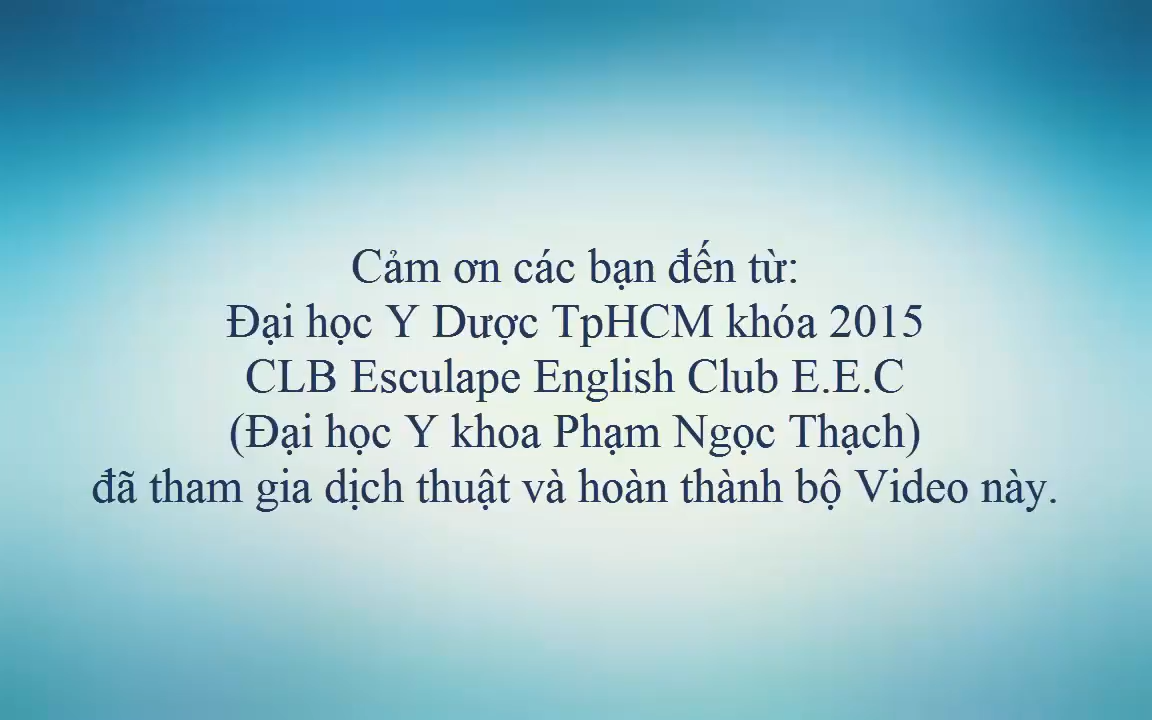 Cảm ơn các bạn đến từ:
Đại học Y Dược TpHCM khóa 2015
CLB Esculape English Club E.E.C
(Đại học Y khoa Phạm Ngọc Thạch)
đã tham gia dịch thuật và hoàn thành bộ Video này.